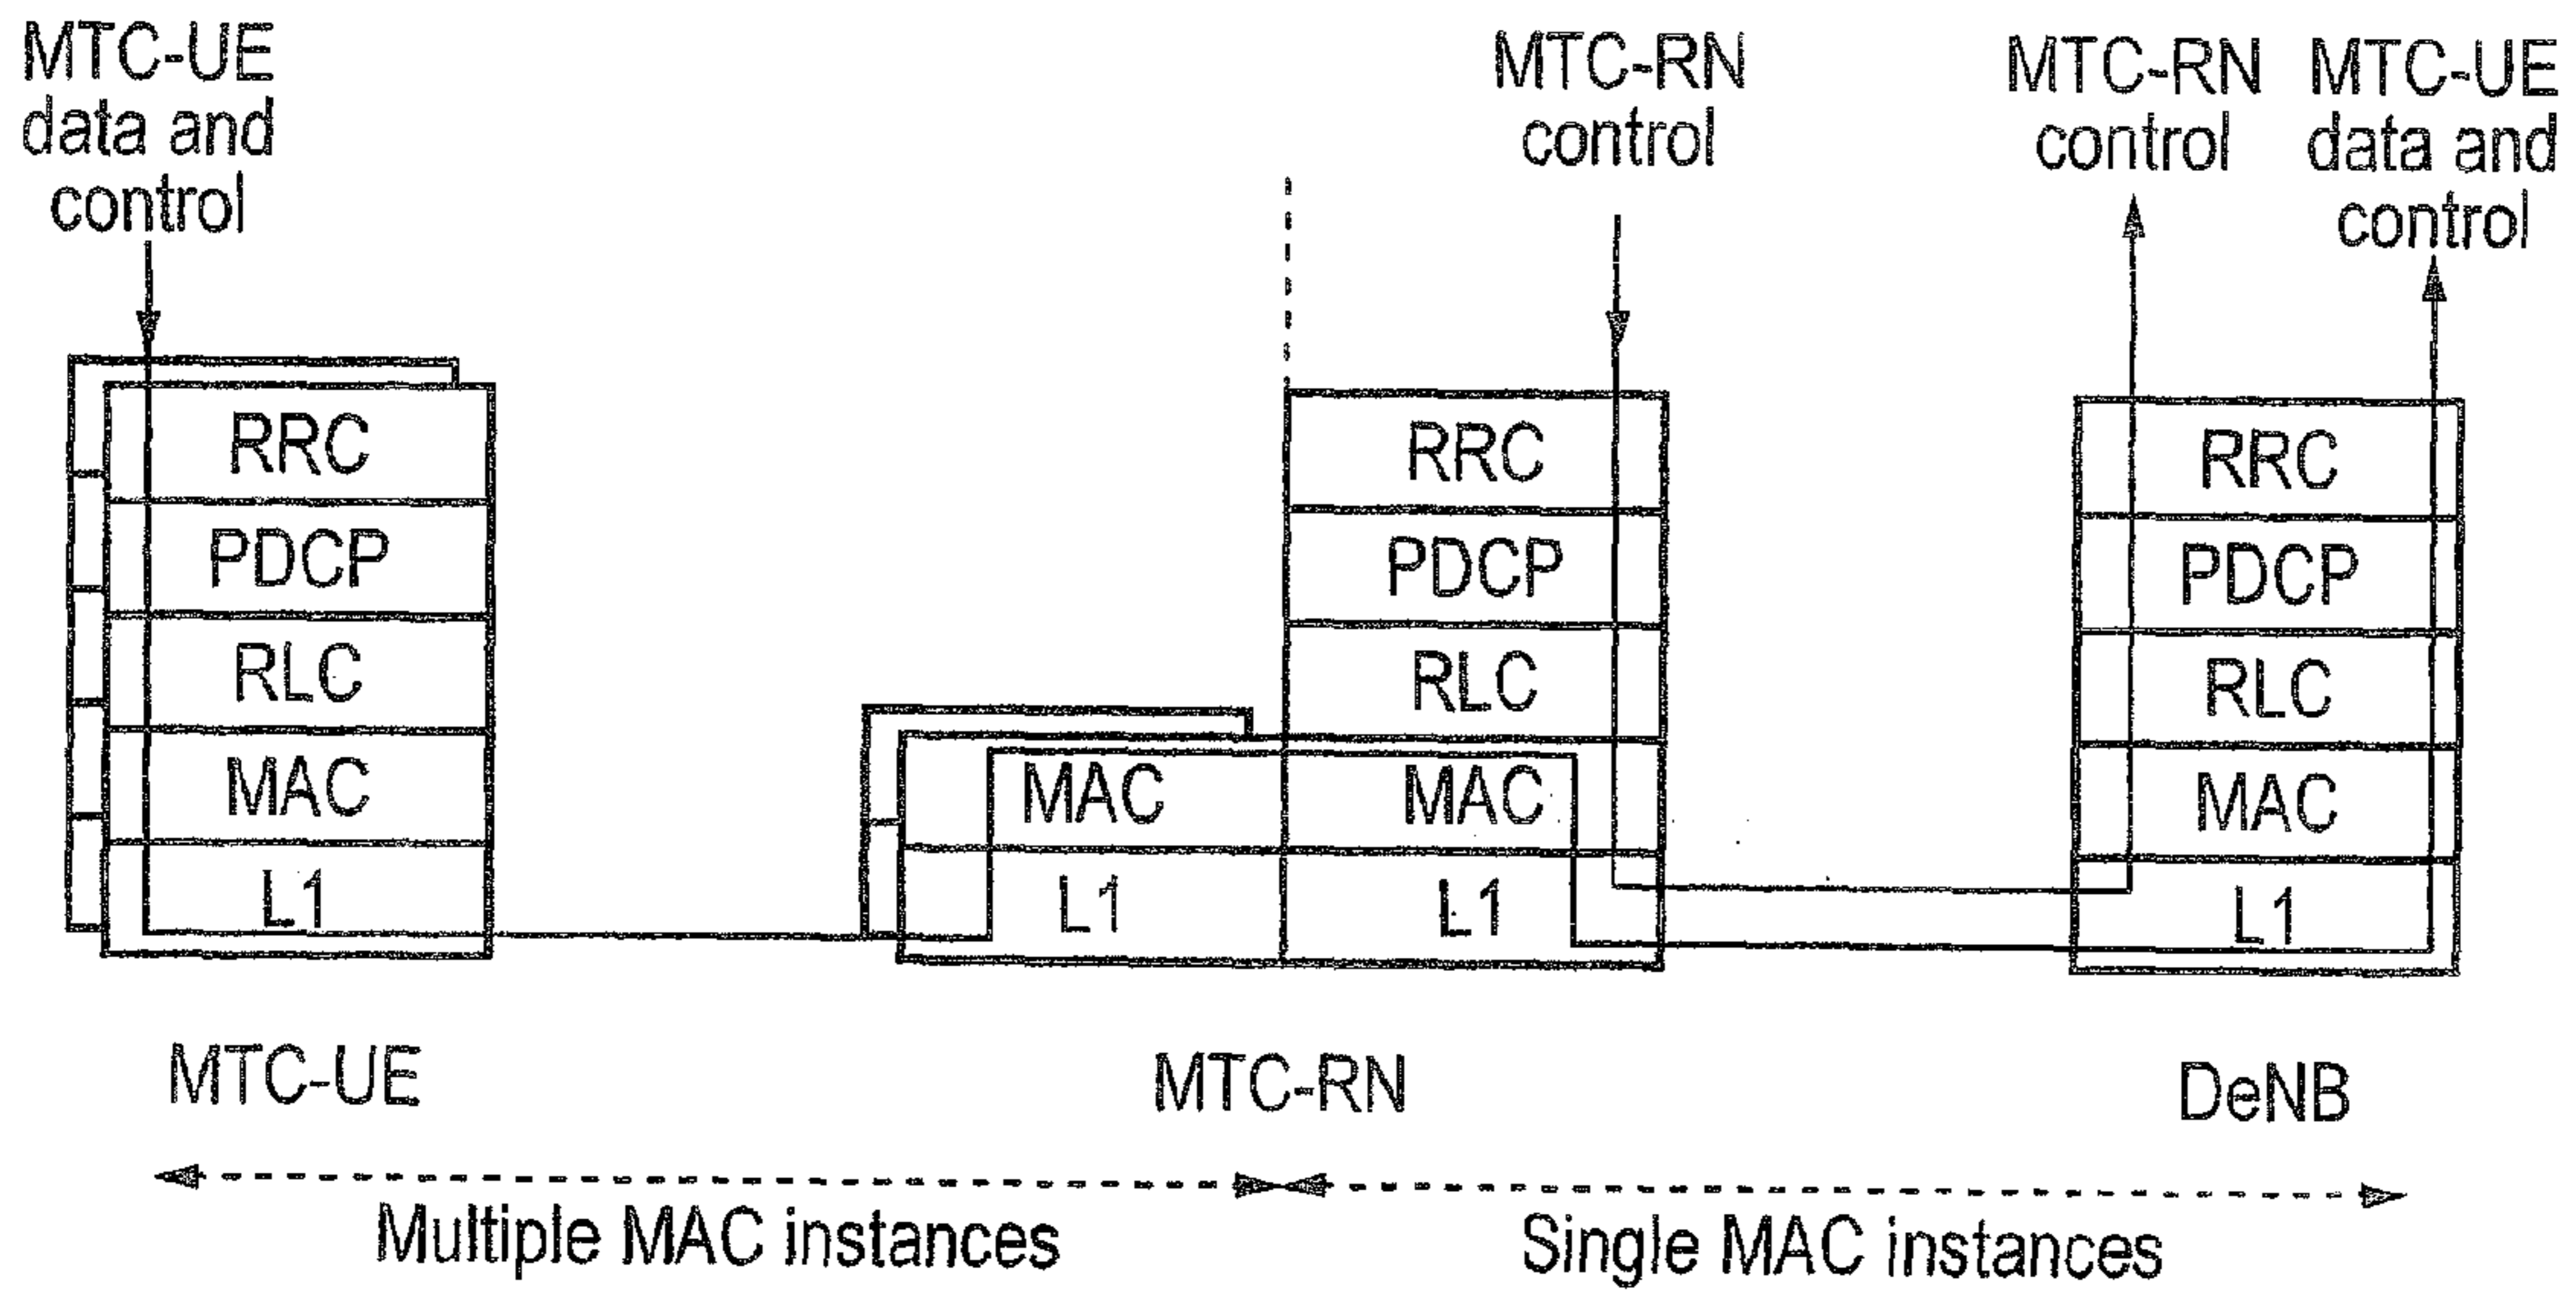 MTC-UE
data and
control
MTC-RN
control
MTC-RN
control
MTC-UE
data and
control
RRC
PDCP
RLC
MAC
L1
RRC
PDCP
RLC
MAC
MAC
L1
L1
RRC
PDCP
RLC
MAC
L1
MTC-UE
MTC-RN
DeNB
Multiple MAC instances
Single MAC instances